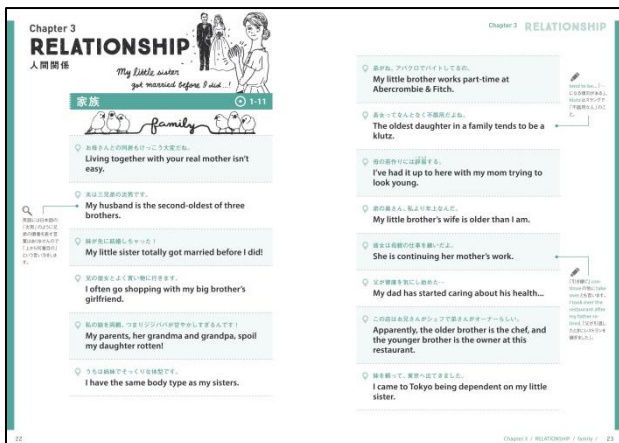 Chapter 3
RELATIONSHIP
人間関係
My little sister
got married before I did...!
家族
1-11
family
お母さんとの同居もけっこう大変だね。
Living together with your real mother isn't
easy.
夫は三兄弟の次男です。
My husband is the second-oldest of three
brothers.
妹が先に結婚しちゃった！
My little sister totally got married before I did!
兄の彼女とよく買い物に行きます。
I often go shopping with my big brother's
girlfriend.
私の娘を両親、つまりジジババが甘やかしすぎるんです！
My parents, her grandma and grandpa, spoil
my daughter rotten!
うちは姉妹でそっくりな体型です。
I have the same body type as my sisters.
22
Chapter 3 RELATIONSHIP
弟がね、アバクロでバイトしてるの。
My little brother works part-time at
Abercrombie & Fitch.
長女ってなんとなく不器用だよね。
The oldest daughter in a family tends to be a
klutz.
母の若作りには辟易する。
I've had it up to here with my mom trying to
look young.
弟の奥さん、私より年上なんだ。
My little brother's wife is older than I am.
彼女は母親の仕事を継いだよ。
She is continuing her mother's work.
父が健康を気にし始めた…
My dad has started caring about his health...
この店はお兄さんがシェフで弟さんがオーナーらしい。
Apparently, the older brother is the chef, and
the younger brother is the owner at this
restaurant.
妹を頼って、東京へ出てきました。
I came to Tokyo being dependent on my little
sister.
Chapter 3 / RELATIONSHIP / family / 23